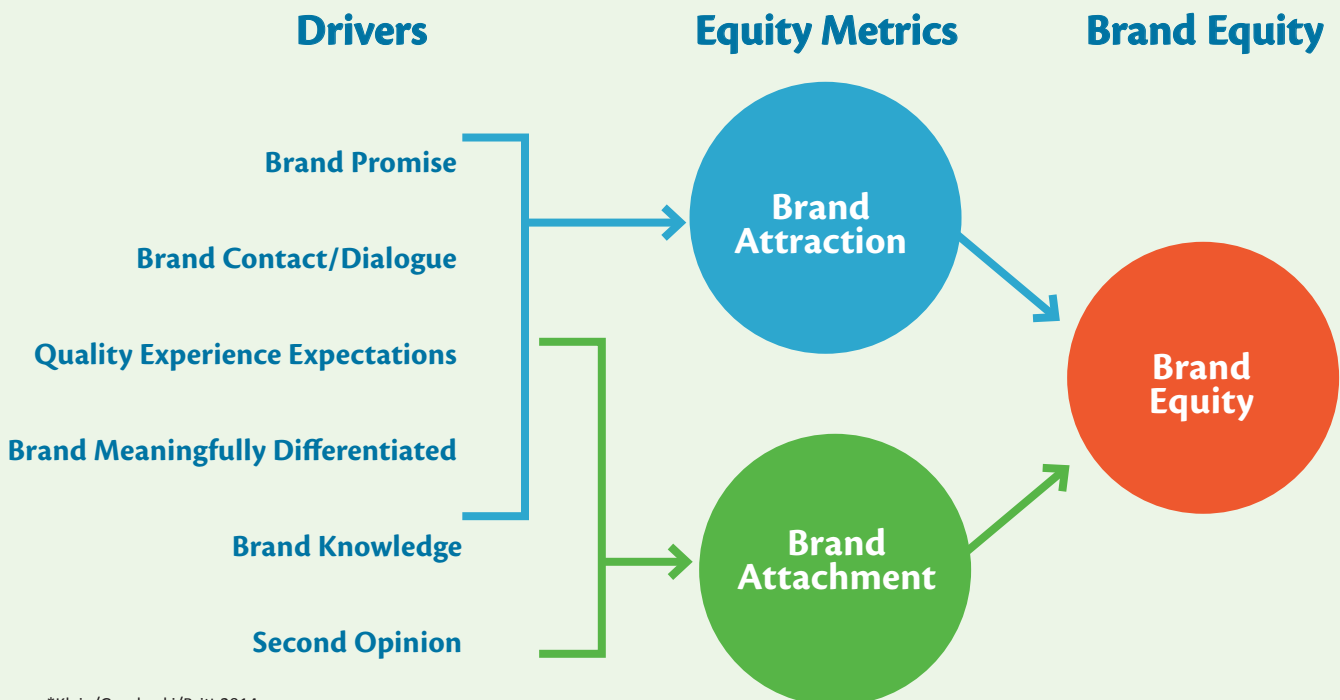 Drivers
Equity Metrics
Brand Equity
Brand Promise
Brand Contact/Dialogue
Quality Experience Expectations
Brand Meaningfully Differentiated
Brand Knowledge
Second Opinion
Brand
Attraction
Brand
Attachment
Brand
Equity